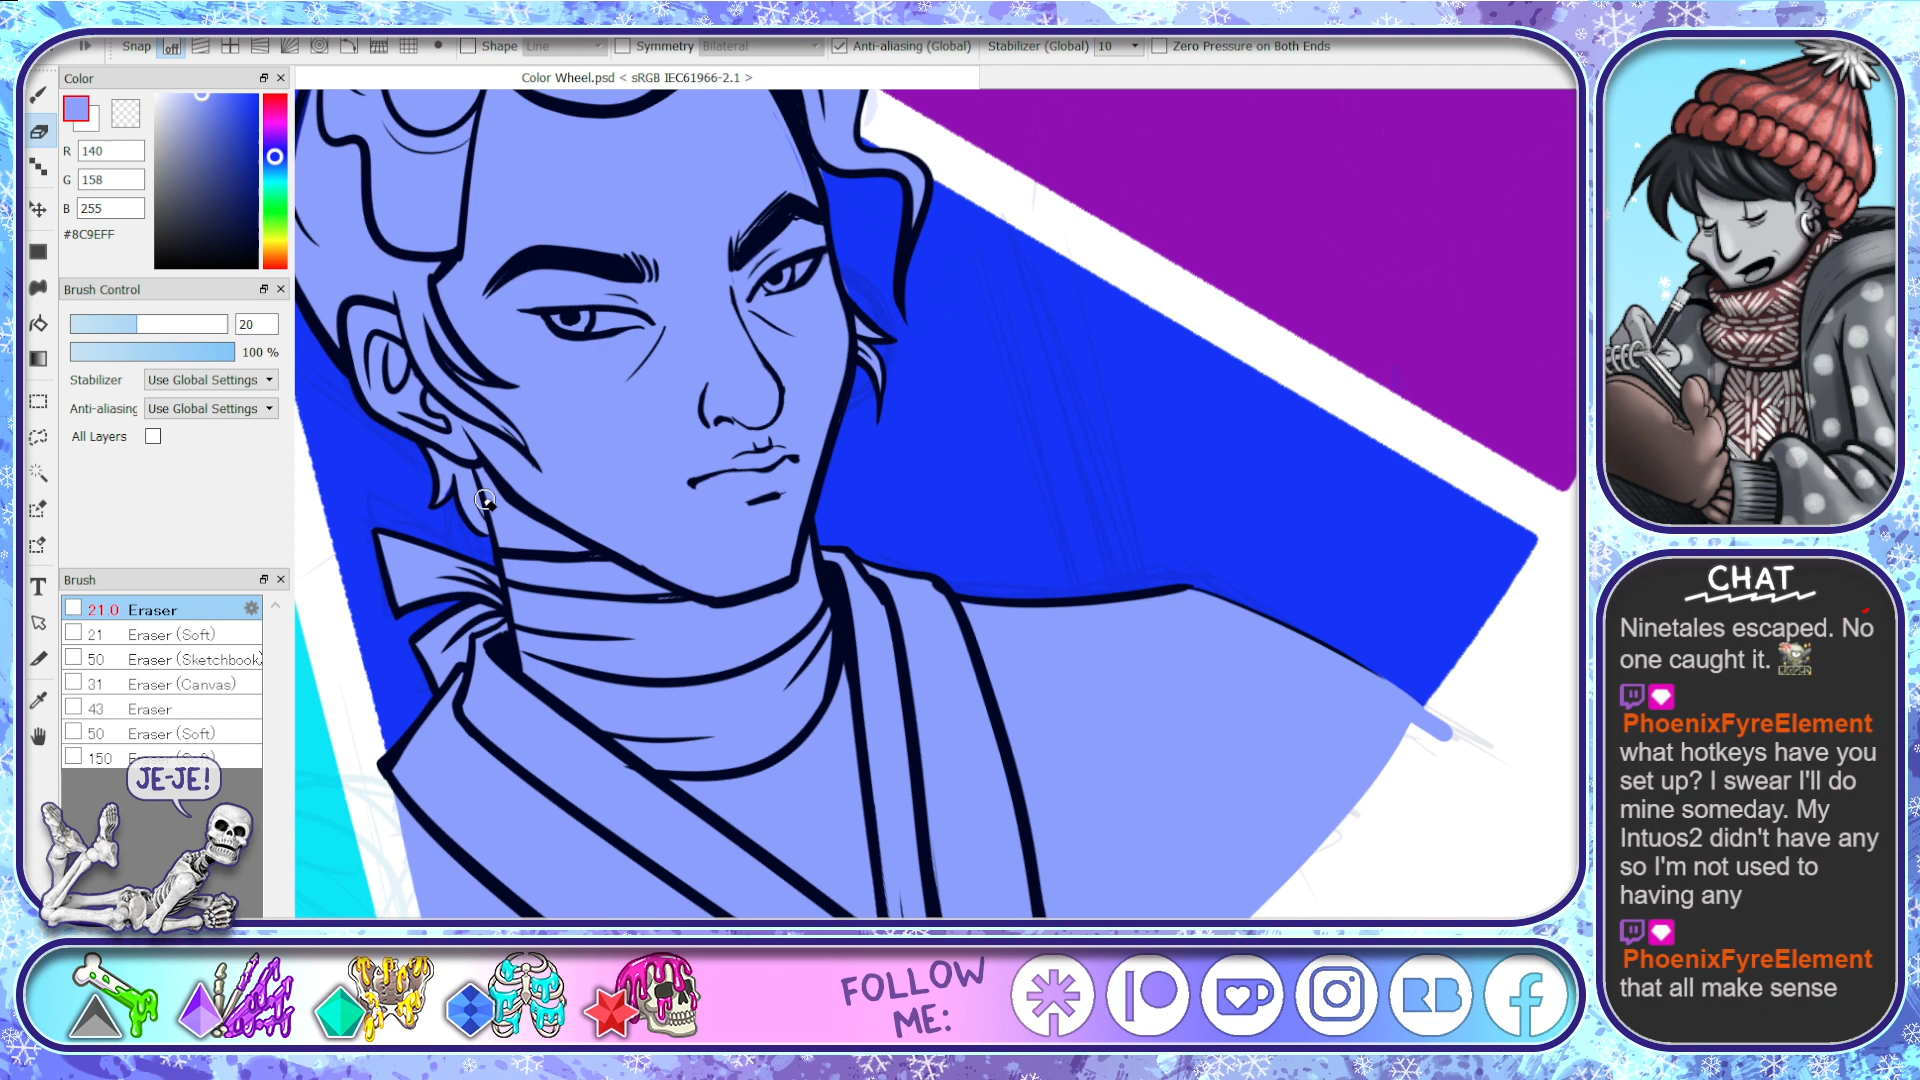 Snap off Shape Line Symmetry Bilateral Anti-aliasing (Global) Stabilizer (Global) 10 Zero Pressure on Both Ends
Color
Color Wheel.psd < sRGB IEC61966-2.1 >
R 140
G 158
B 255
#8C9EFF
Brush Control
20
100 %
Stabilizer Use Global Settings
Anti-aliasing Use Global Settings
All Layers
T
Brush
21.0 Eraser
21 Eraser (Soft)
50 Eraser (Sketchbook)
31 Eraser (Canvas)
43 Eraser
50 Eraser (Soft)
150 Eraser (Soft)
JE-JE!
FOLLOW
ME:
RB
CHAT
Ninetales escaped. No
one caught it.
PhoenixFyreElement
what hotkeys have you
set up? I swear I'll do
mine someday. My
Intuos2 didn't have any
so I'm not used to
having any
PhoenixFyreElement
that all make sense